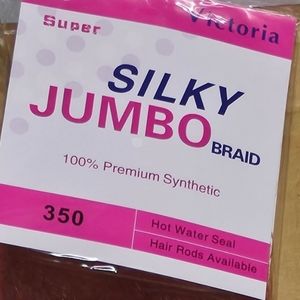 Super Victoria
SILKY
JUMBO
BRAID
100% Premium Synthetic
350
Hot Water Seal
Hair Rods Available